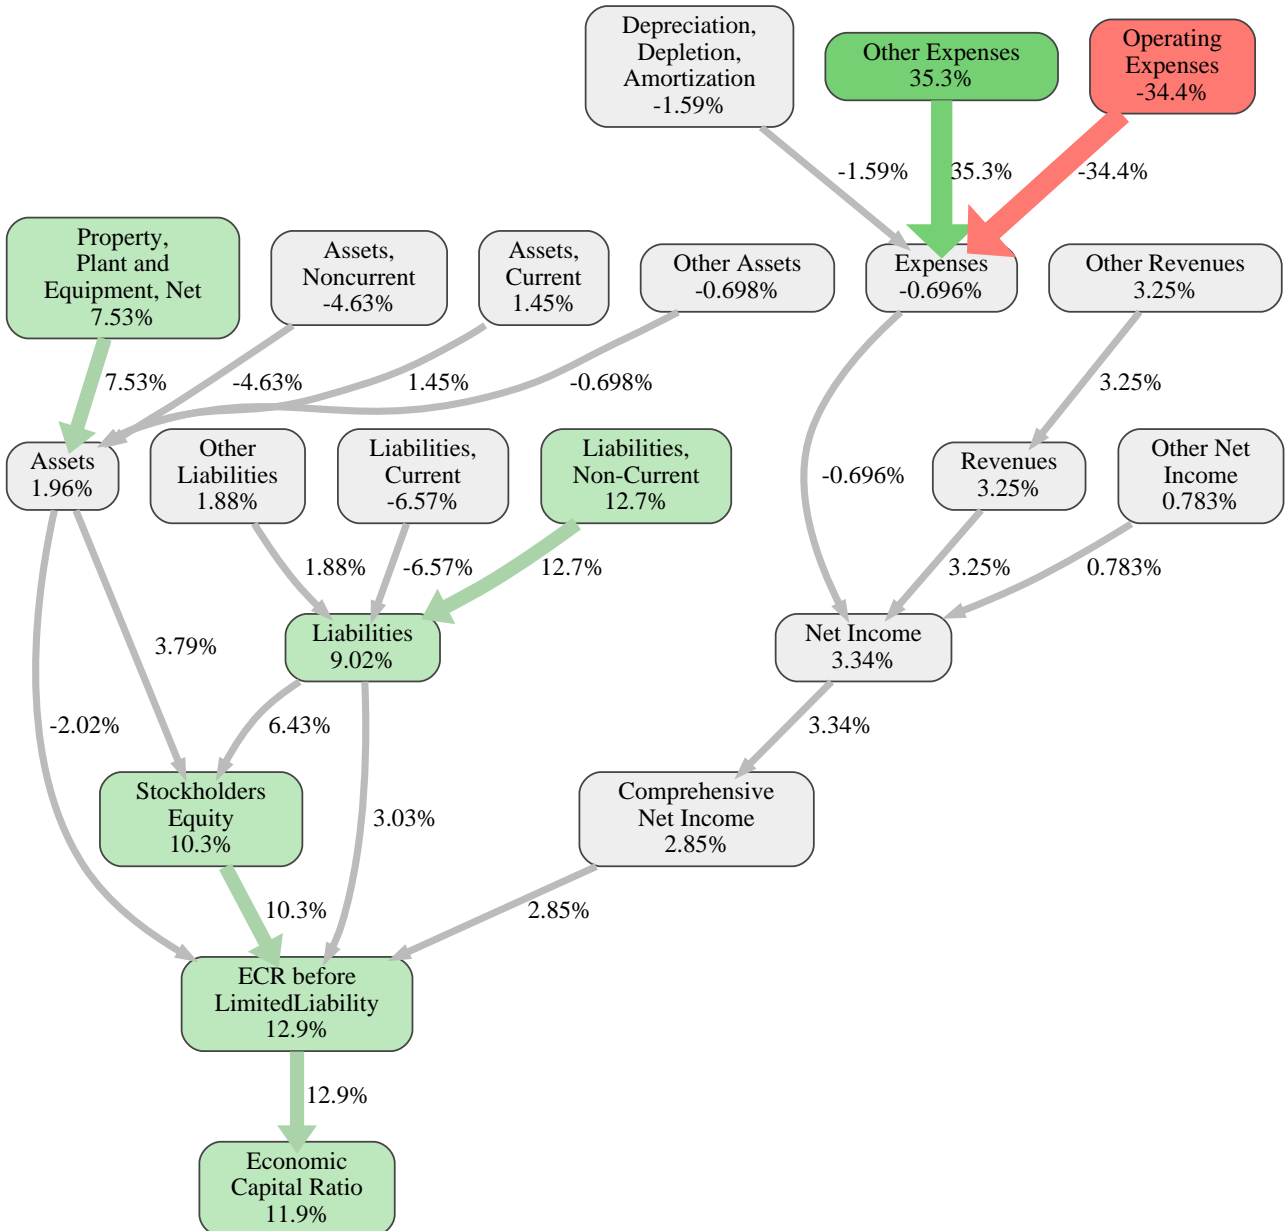 Depreciation,
Depletion,
Amortization
-1.59%
Other Expenses
35.3%
Operating
Expenses
-34.4%
-1.59%
35.3%
-34.4%
Property,
Plant and
Equipment, Net
7.53%
Assets,
Noncurrent
-4.63%
Assets,
Current
1.45%
Other Assets
-0.698%
Expenses
-0.696%
Other Revenues
3.25%
7.53%
-4.63%
1.45%
-0.698%
3.25%
Assets
1.96%
Other
Liabilities
1.88%
Liabilities,
Current
-6.57%
Liabilities,
Non-Current
12.7%
-0.696%
Revenues
3.25%
Other Net
Income
0.783%
1.88%
-6.57%
12.7%
3.25%
0.783%
3.79%
Liabilities
9.02%
Net Income
3.34%
-2.02%
6.43%
3.34%
Stockholders
Equity
10.3%
3.03%
Comprehensive
Net Income
2.85%
10.3%
2.85%
ECR before
LimitedLiability
12.9%
12.9%
Economic
Capital Ratio
11.9%